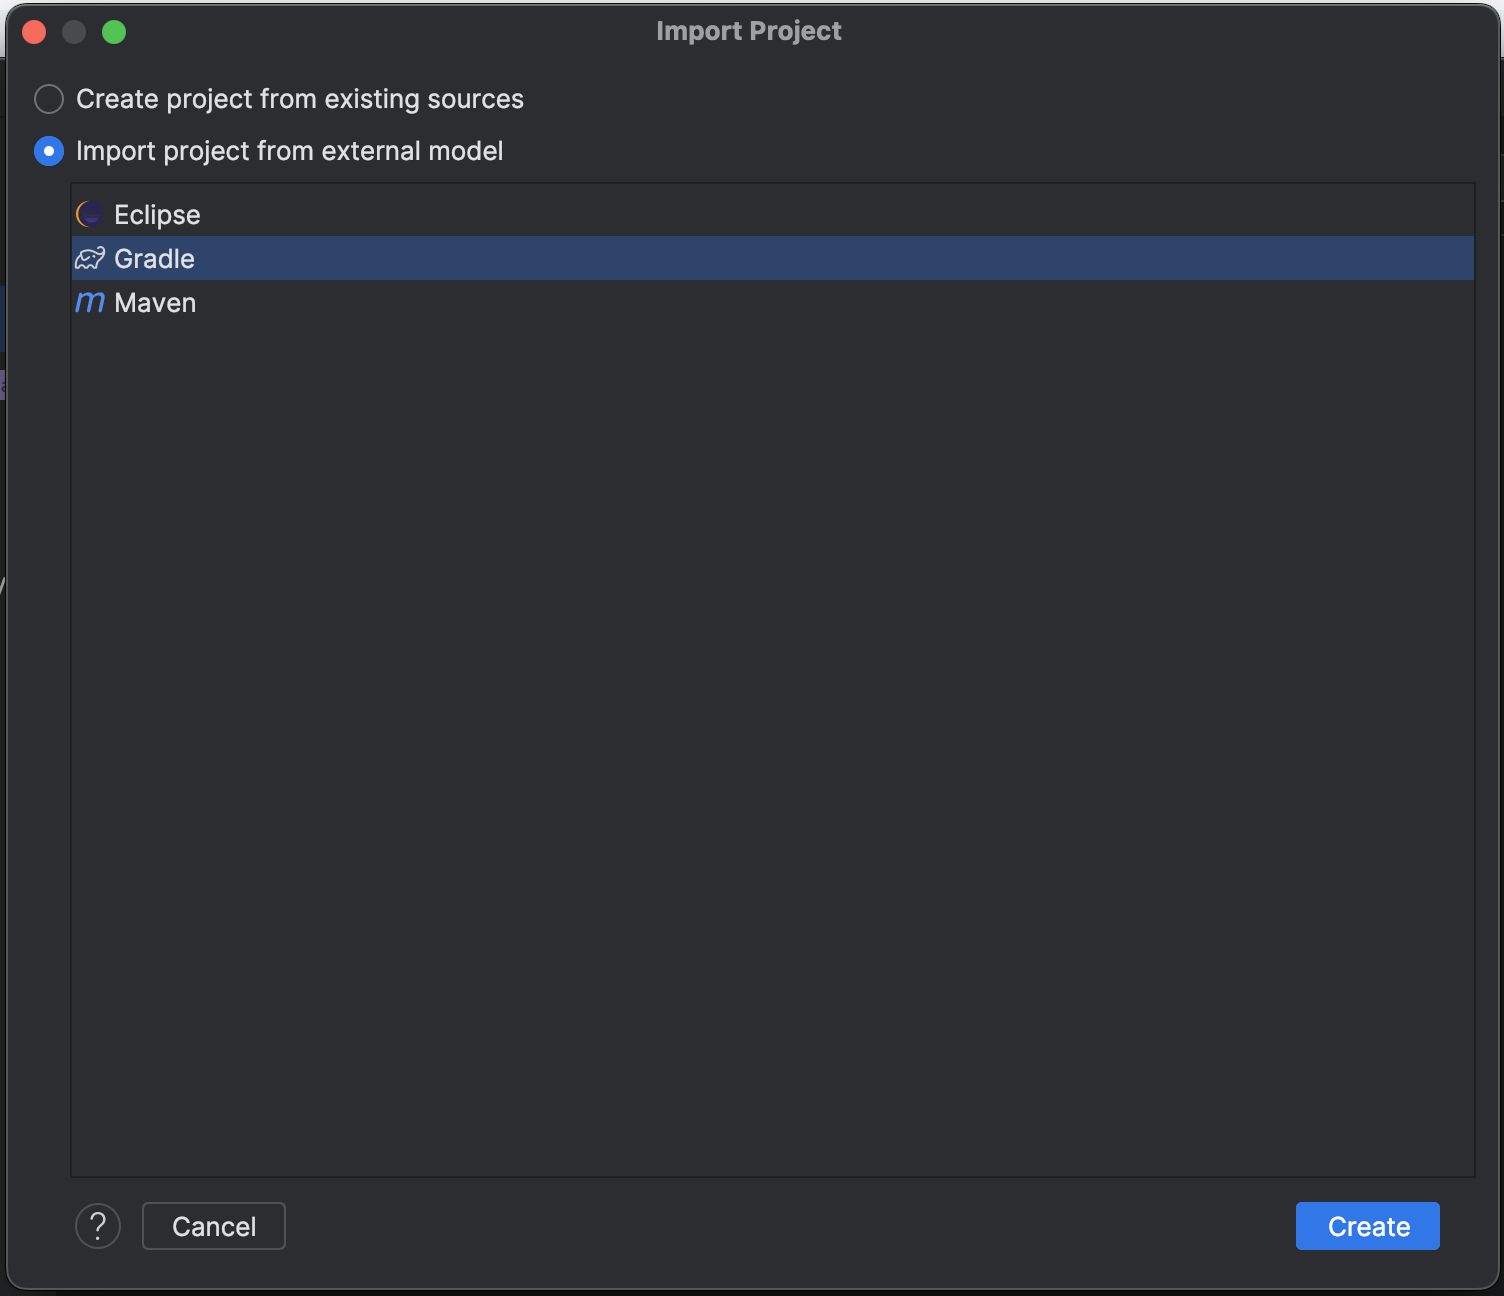 Import Project
Create project from existing sources
Import project from external model
Eclipse
Gradle
m Maven
? Cancel Create